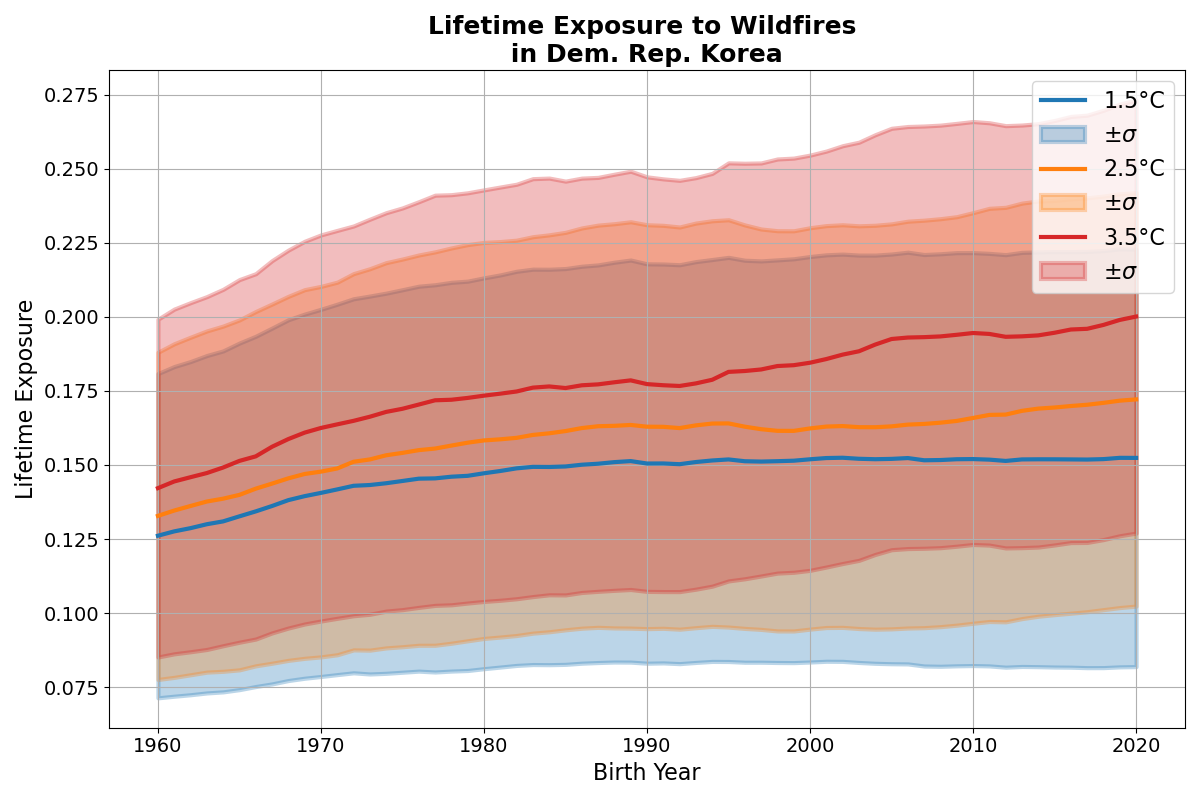 Lifetime Exposure to Wildfires
in Dem. Rep. Korea
Lifetime Exposure
0.275
0.250
0.225
0.200
0.175
0.150
0.125
0.100
0.075
1.5°C
±σ
2.5°C
±σ
3.5°C
±σ
1960 1970 1980 1990 2000 2010 2020
Birth Year